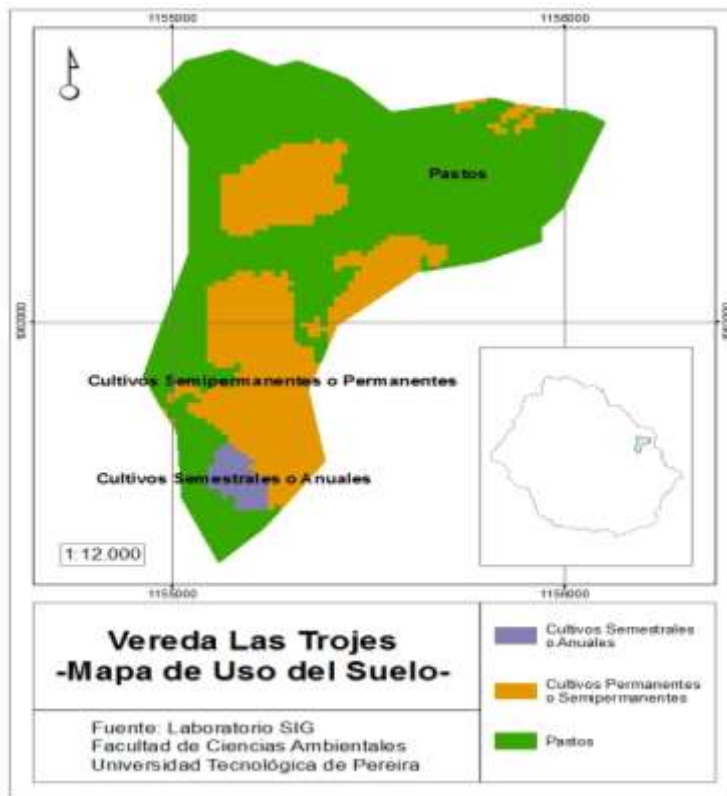 1155000 1156000
Pastos
Cultivos Semipermanentes o Permanentes
Cultivos Semestrales o Anuales
1:12.000
1155000 1156000
Vereda Las Trojes
-Mapa de Uso del Suelo-
Fuente: Laboratorio SIG
Facultad de Ciencias Ambientales
Universidad Tecnológica de Pereira
Cultivos Semestrales
o Anuales
Cultivos Permanentes
o Semipermanentes
Pastos